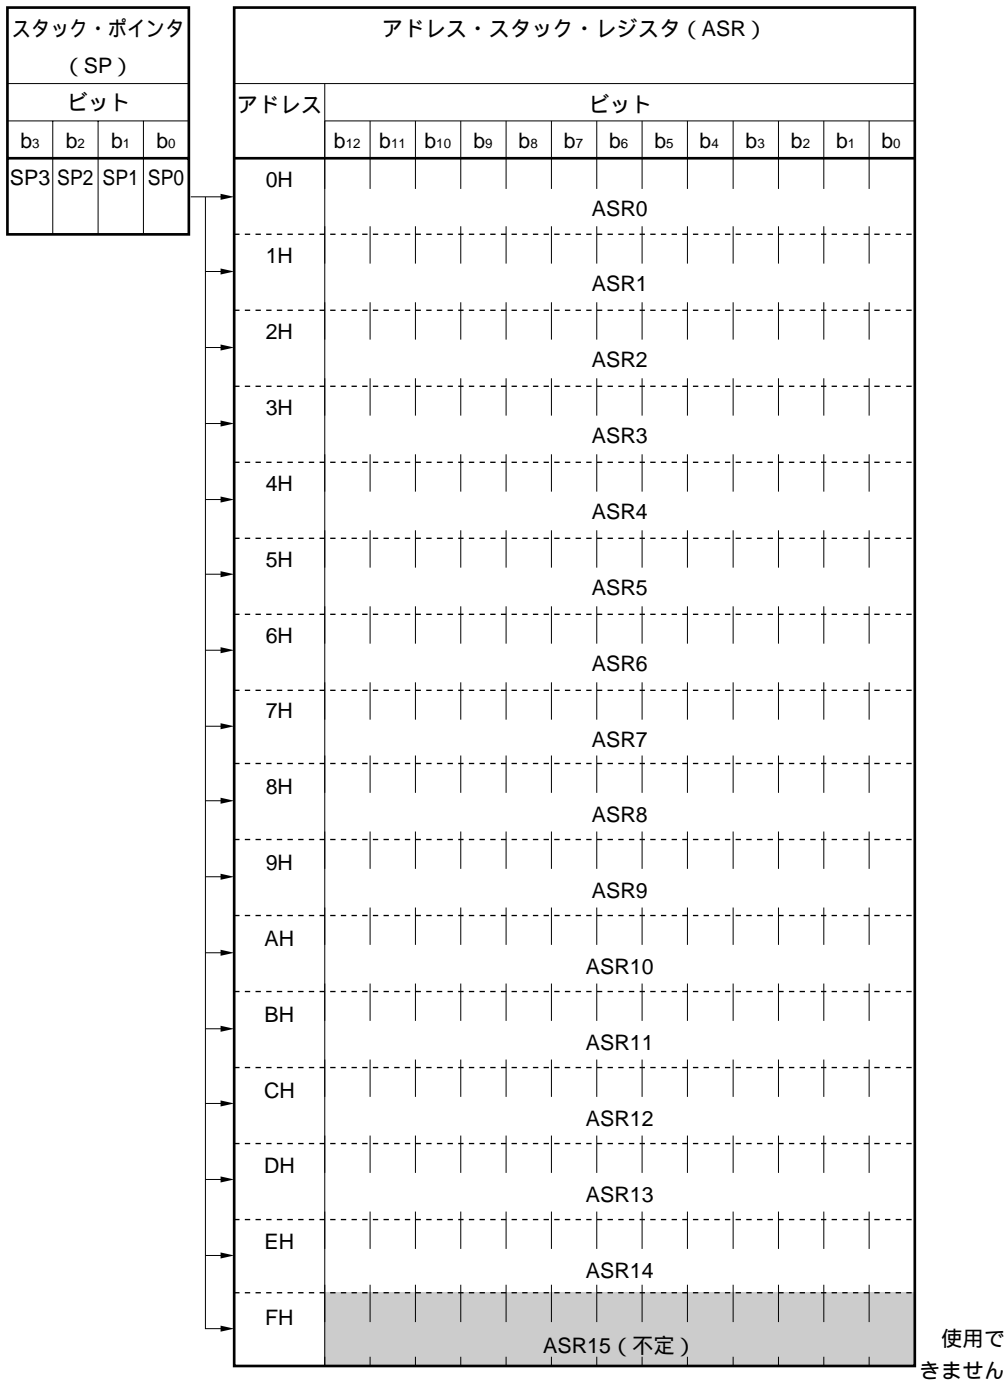 スタック・ポインタ
(SP)
ビット
b3 b2 b1 b0
SP3 SP2 SP1 SP0
アドレス・スタック・レジスタ(ASR)
アドレス
ビット
b12 b11 b10 b9 b8 b7 b6 b5 b4 b3 b2 b1 b0
0H
ASR0
1H
ASR1
2H
ASR2
3H
ASR3
4H
ASR4
5H
ASR5
6H
ASR6
7H
ASR7
8H
ASR8
9H
ASR9
AH
ASR10
BH
ASR11
CH
ASR12
DH
ASR13
EH
ASR14
FH
ASR15(不定)
使用で
きません